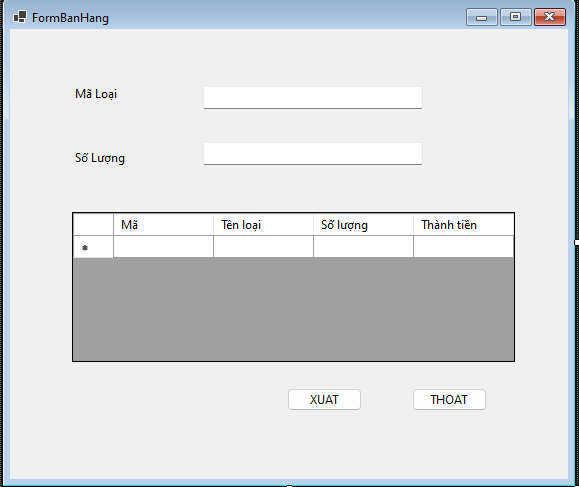 FormBanHang
Mã Loại
Số Lượng
Mã Tên loại Số lượng Thành tiền
XUAT THOAT